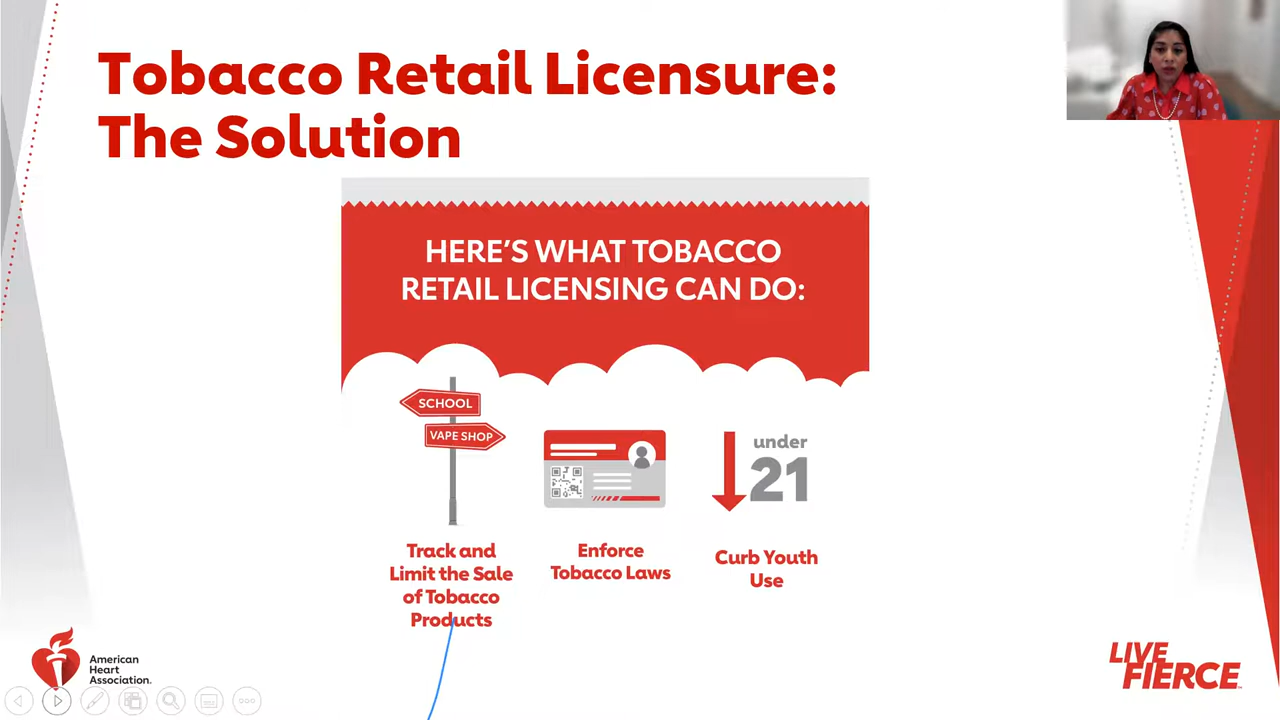 Tobacco Retail Licensure:
The Solution
HERE'S WHAT TOBACCO
RETAIL LICENSING CAN DO:
SCHOOL
VAPE SHOP
under
21
Track and
Limit the Sale
of Tobacco
Products
Enforce
Tobacco Laws
Curb Youth
Use
American
Heart
Association.
LIVE
FIERCE™